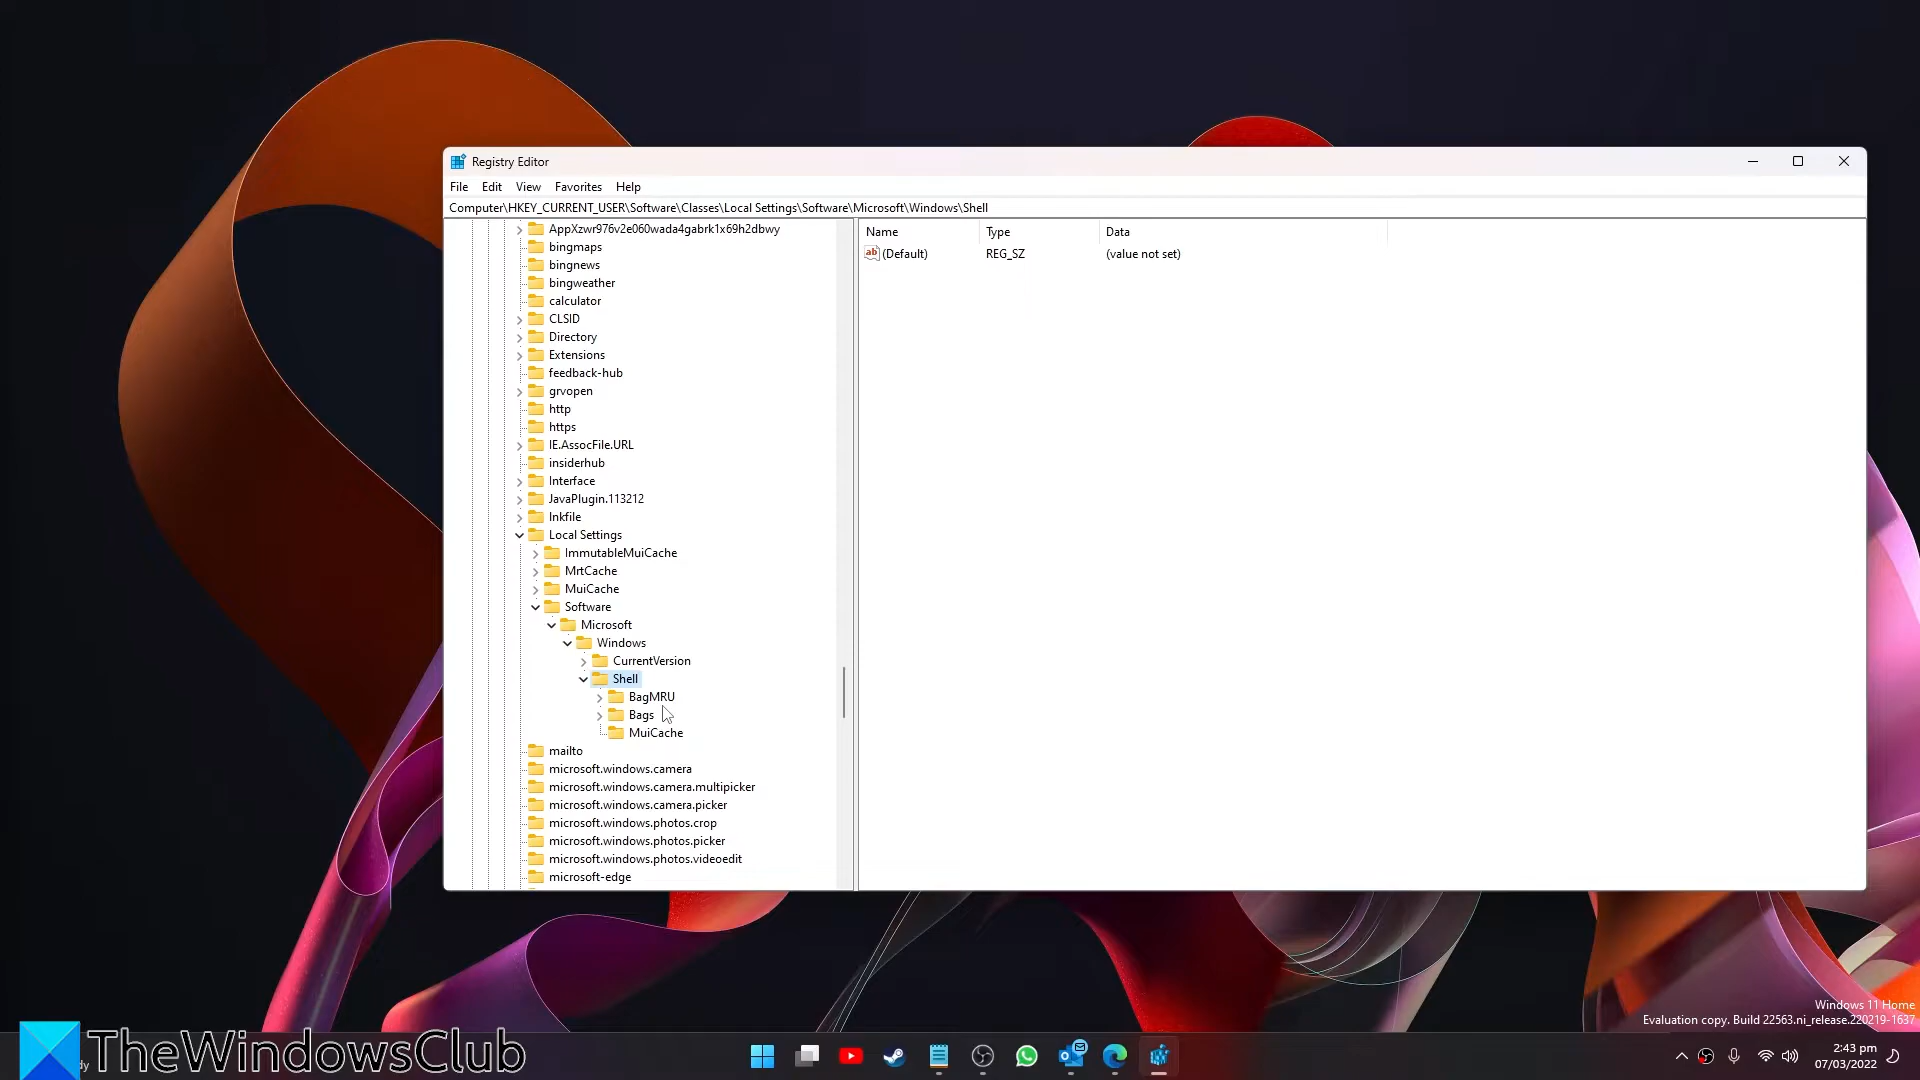 Registry Editor
File Edit View Favorites Help
Computer\HKEY_CURRENT_USER\Software\Classes\Local Settings\Software\Microsoft\Windows\Shell
Name Type Data
AppXzwr976v2e060wada4gabrk1x69h2dbwy
(Default) REG_SZ (value not set)
bingmaps
bingnews
bingweather
calculator
CLSID
Directory
Extensions
feedback-hub
grvopen
http
https
IE.AssocFile.URL
insiderhub
Interface
JavaPlugin.113212
lnkfile
Local Settings
ImmutableMuiCache
MrtCache
MuiCache
Software
Microsoft
Windows
CurrentVersion
Shell
BagMRU
Bags
MuiCache
mailto
microsoft.windows.camera
microsoft.windows.camera.multipicker
microsoft.windows.camera.picker
microsoft.windows.photos.crop
microsoft.windows.photos.picker
microsoft.windows.photos.videoedit
microsoft-edge
Windows 11 Home
Evaluation copy. Build 22563.ni_release.220219-1637
TheWindowsClub
2:43 pm
07/03/2022